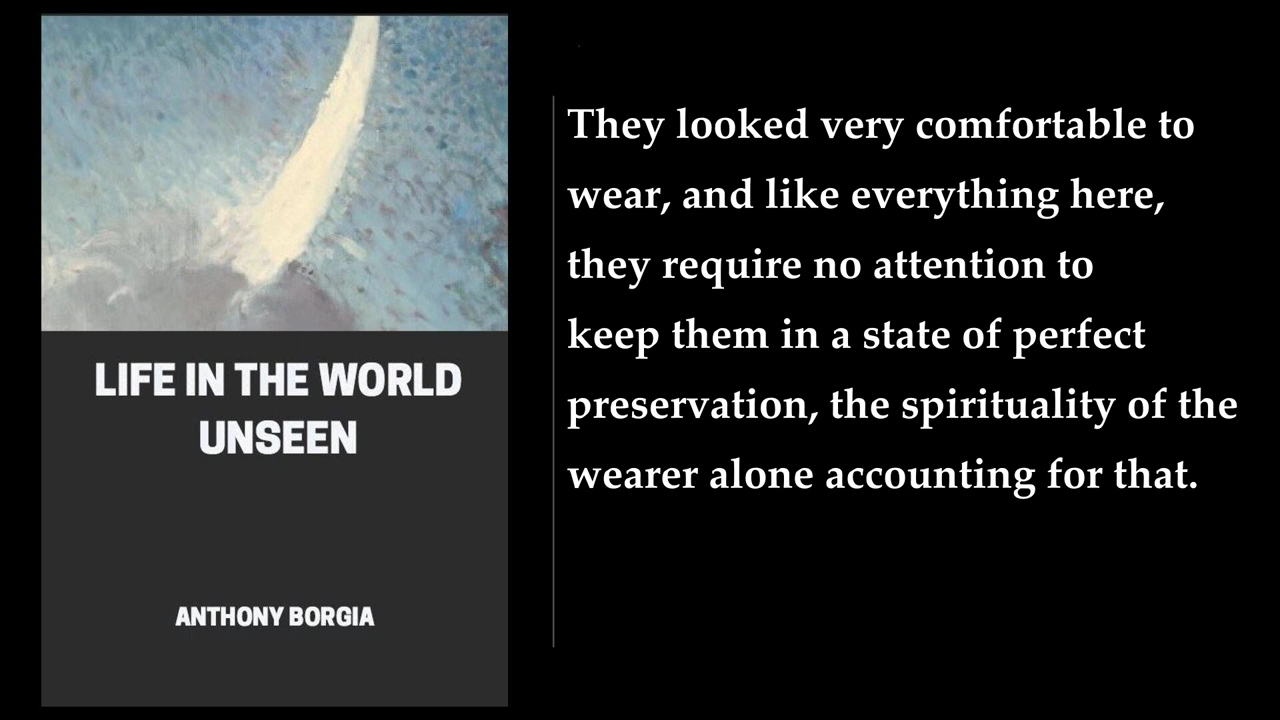 LIFE IN THE WORLD
UNSEEN
ANTHONY BORGIA
They looked very comfortable to
wear, and like everything here,
they require no attention to
keep them in a state of perfect
preservation, the spirituality of the
wearer alone accounting for that.